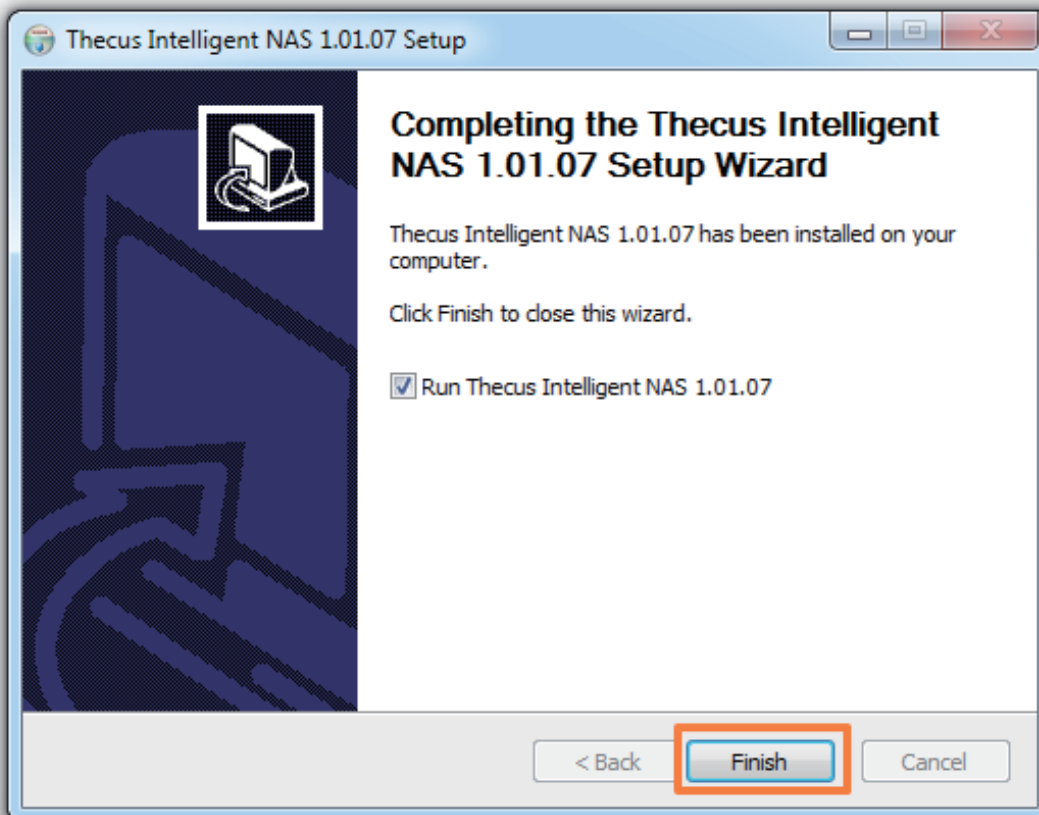 Thecus Intelligent NAS 1.01.07 Setup
Completing the Thecus Intelligent
NAS 1.01.07 Setup Wizard
Thecus Intelligent NAS 1.01.07 has been installed on your
computer.
Click Finish to close this wizard.
Run Thecus Intelligent NAS 1.01.07
< Back Finish Cancel